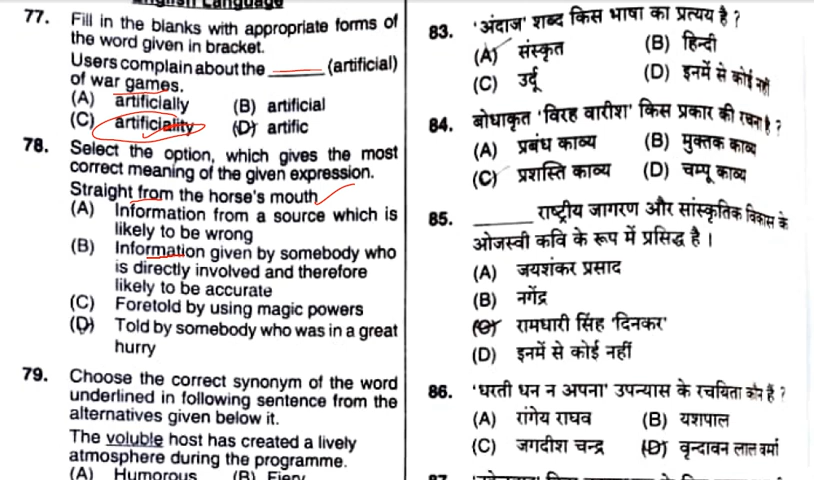 English Language
77. Fill in the blanks with appropriate forms of
the word given in bracket.
Users complain about the ______ (artificial)
of war games.
(A) artificially (B) artificial
(C) artificiality (D) artific
78. Select the option, which gives the most
correct meaning of the given expression.
Straight from the horse's mouth
(A) Information from a source which is
likely to be wrong
(B) Information given by somebody who
is directly involved and therefore
likely to be accurate
(C) Foretold by using magic powers
(D) Told by somebody who was in a great
hurry
79. Choose the correct synonym of the word
underlined in following sentence from the
alternatives given below it.
The voluble host has created a lively
atmosphere during the programme.
(A) Humorous (B) Fiery
83. 'अंदाज' शब्द किस भाषा का प्रत्यय है ?
(A) संस्कृत (B) हिन्दी
(C) उर्दू (D) इनमें से कोई नहीं
84. बोधाकृत 'विरह वारीश' किस प्रकार की रचना है ?
(A) प्रबंध काव्य (B) मुक्तक काव्य
(C) प्रशस्ति काव्य (D) चम्पू काव्य
85. ______ राष्ट्रीय जागरण और सांस्कृतिक विकास के
ओजस्वी कवि के रूप में प्रसिद्ध है ।
(A) जयशंकर प्रसाद
(B) नगेंद्र
(C) रामधारी सिंह 'दिनकर'
(D) इनमें से कोई नहीं
86. 'धरती धन न अपना' उपन्यास के रचयिता कौन हैं ?
(A) रांगेय राघव (B) यशपाल
(C) जगदीश चन्द्र (D) वृन्दावन लाल वर्मा
87.